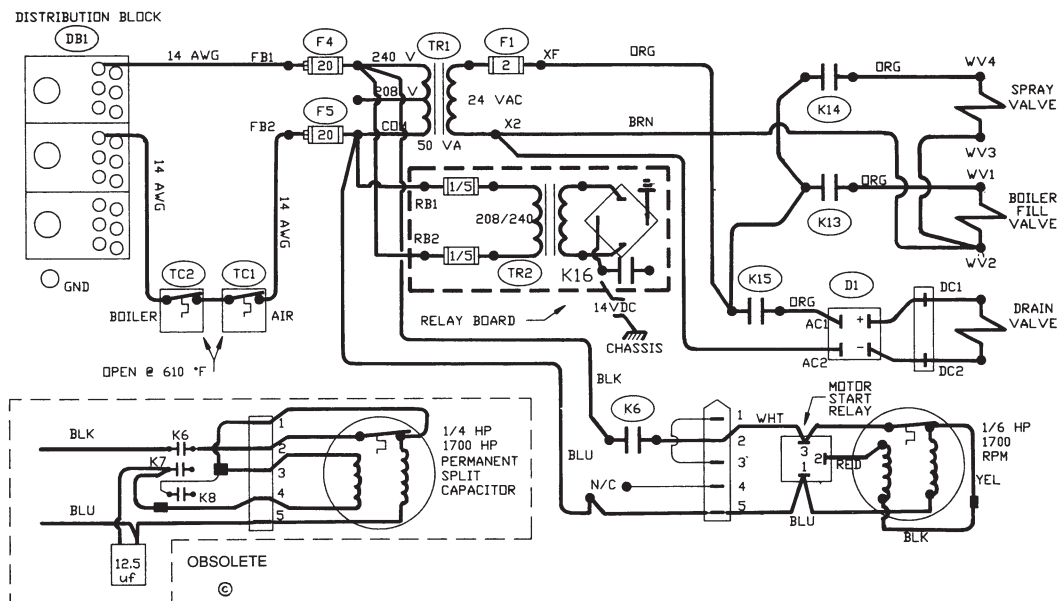 DISTRIBUTION BLOCK
DB1
14 AWG
FB1
F4
20
240 V
TR1
F1
2
XF
ORG
208 V
24 VAC
F5
FB2
20
COM
50 VA
X2
BRN
K14
ORG
WV4
SPRAY
VALVE
WV3
14 AWG
14 AWG
RB1
1/5
208/240
RB2
1/5
TR2
K16
14VDC
RELAY BOARD
CHASSIS
K13
ORG
WV1
BOILER
FILL
VALVE
WV2
GND
TC2
TC1
BOILER
AIR
OPEN @ 610 °F
K15
ORG
D1
AC1
+
AC2
-
DC1
DRAIN
VALVE
DC2
BLK
K6
1
2
3
4
5
WHT
MOTOR
START
RELAY
3
2
1
RED
1/6 HP
1700
RPM
YEL
BLU
N/C
BLU
BLK
BLK
K6
K7
K8
BLU
1
2
3
4
5
1/4 HP
1700 HP
PERMANENT
SPLIT
CAPACITOR
12.5
uf
OBSOLETE
©